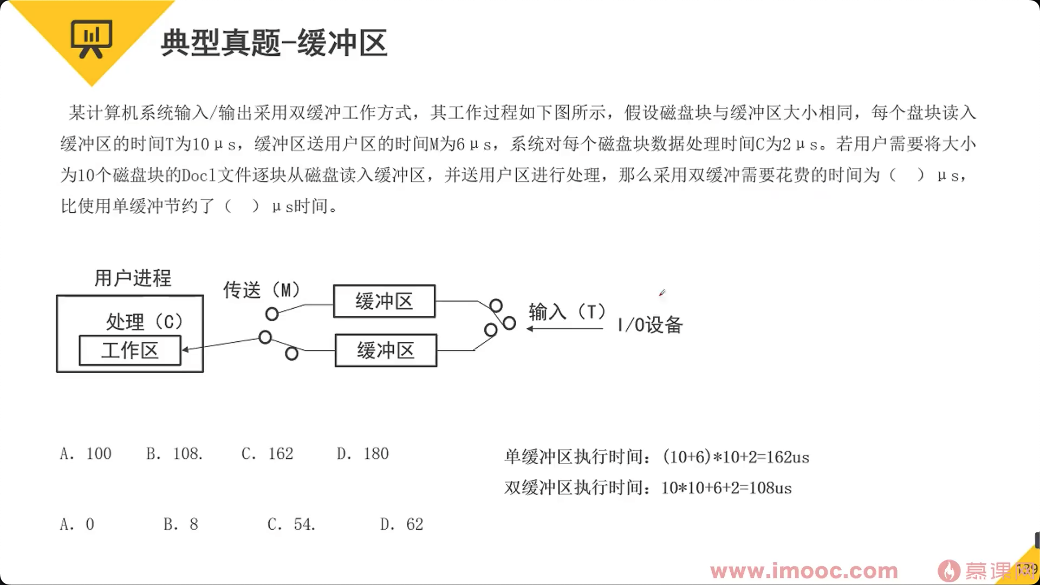 典型真题-缓冲区
某计算机系统输入/输出采用双缓冲工作方式，其工作过程如下图所示，假设磁盘块与缓冲区大小相同，每个盘块读入
缓冲区的时间T为10μs，缓冲区送用户区的时间M为6μs，系统对每个磁盘块数据处理时间C为2μs。若用户需要将大小
为10个磁盘块的Docl文件逐块从磁盘读入缓冲区，并送用户区进行处理，那么采用双缓冲需要花费的时间为（ ）μs，
比使用单缓冲节约了（ ）μs时间。
用户进程
传送（M）
缓冲区
处理（C）
输入（T）
I/O设备
工作区
缓冲区
A. 100 B. 108. C. 162 D. 180
单缓冲区执行时间：(10+6)*10+2=162us
双缓冲区执行时间：10*10+6+2=108us
A. 0 B. 8 C. 54. D. 62
www.imooc.com